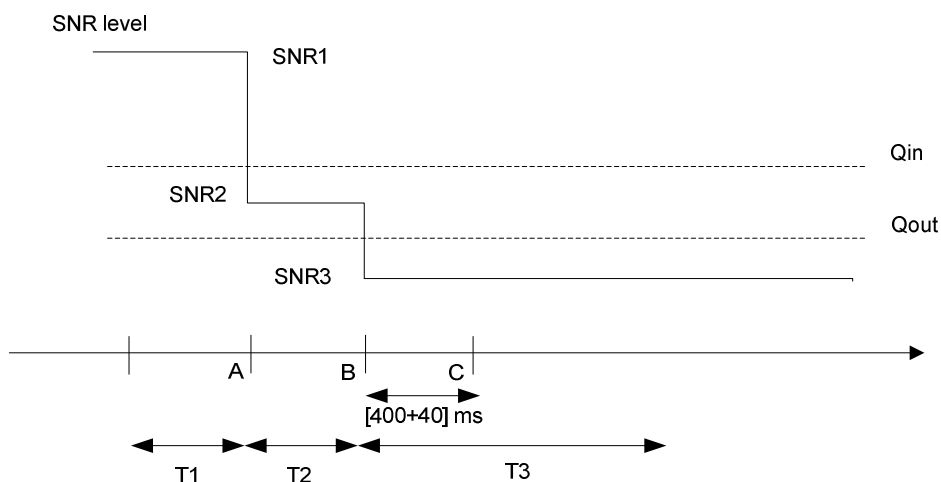 SNR level
SNR1
Qin
SNR2
Qout
SNR3
A
B
C
[400+40] ms
T1
T2
T3